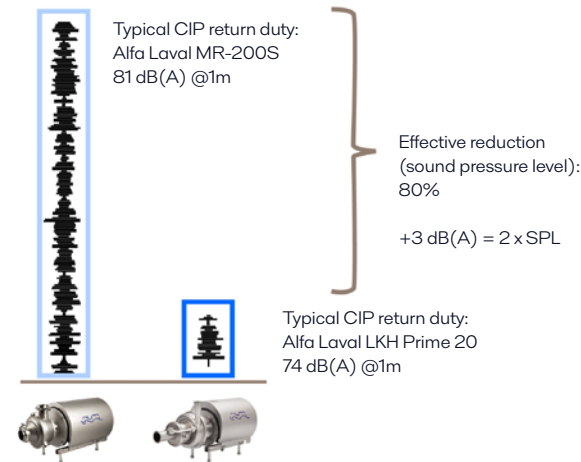 Typical CIP return duty:
Alfa Laval MR-200S
81 dB(A) @1m
Effective reduction
(sound pressure level):
80%
+3 dB(A) = 2 x SPL
Typical CIP return duty:
Alfa Laval LKH Prime 20
74 dB(A) @1m